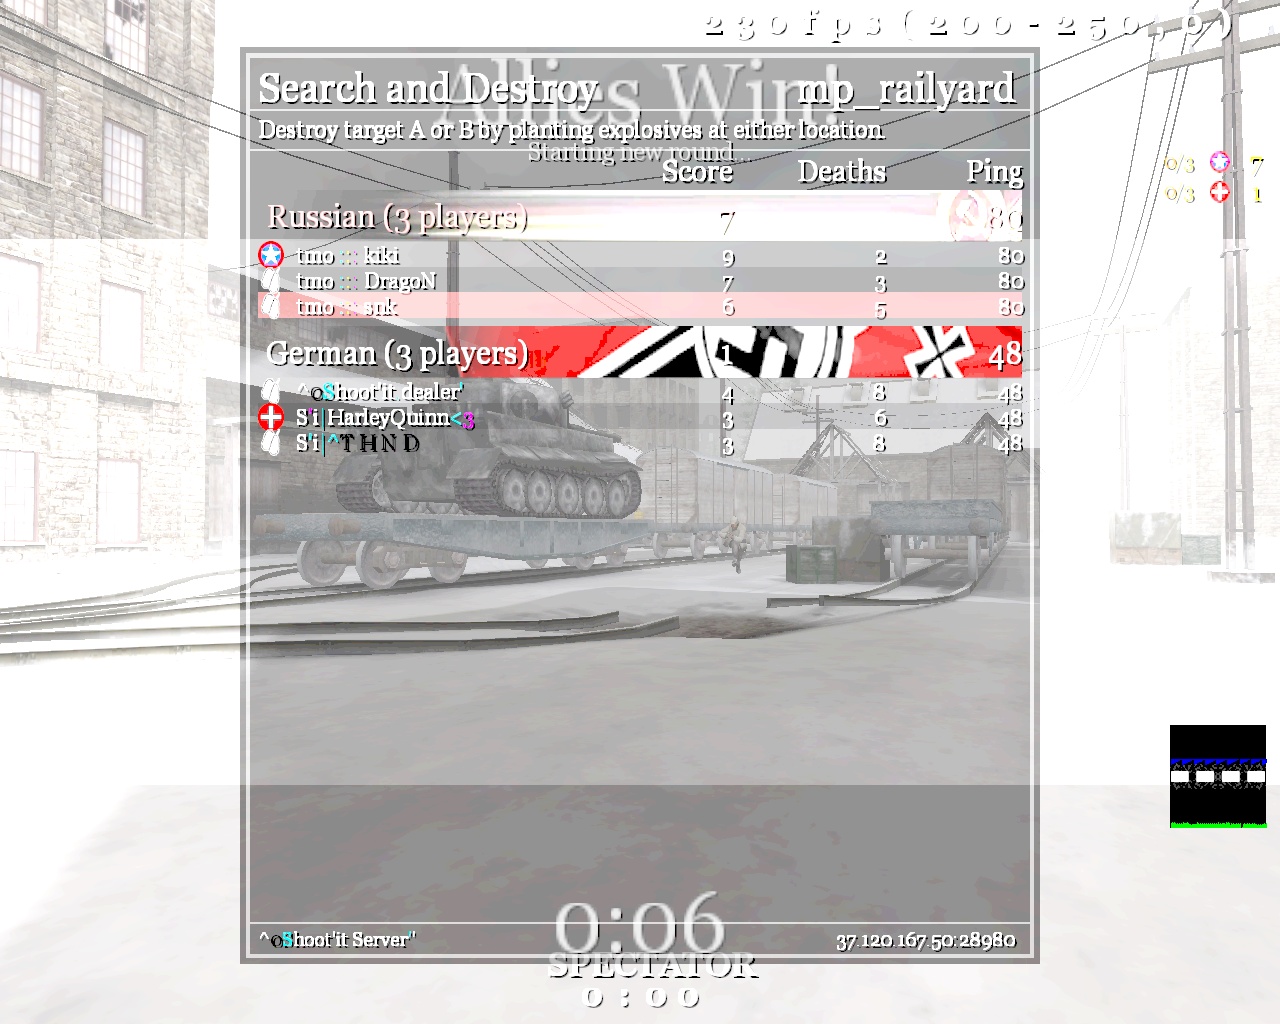 230fps(200-250,6)
Allies Win!
Search and Destroy mp_railyard
Destroy target A or B by planting explosives at either location.
Starting new round...
Score Deaths Ping
0/3 7
0/3 1
Russian (3 players) 7 80
tmo ::: kiki 9 2 80
tmo ::: DragoN 7 3 80
tmo ::: snk 6 5 80
German (3 players) 1 48
^oShoot'it dealer' 4 8 48
S'i|HarleyQuinn<3 3 6 48
S'i|^T H N D 3 8 48
0:06
^oShoot'it Server" 37.120.167.50:28980
SPECTATOR
0:00